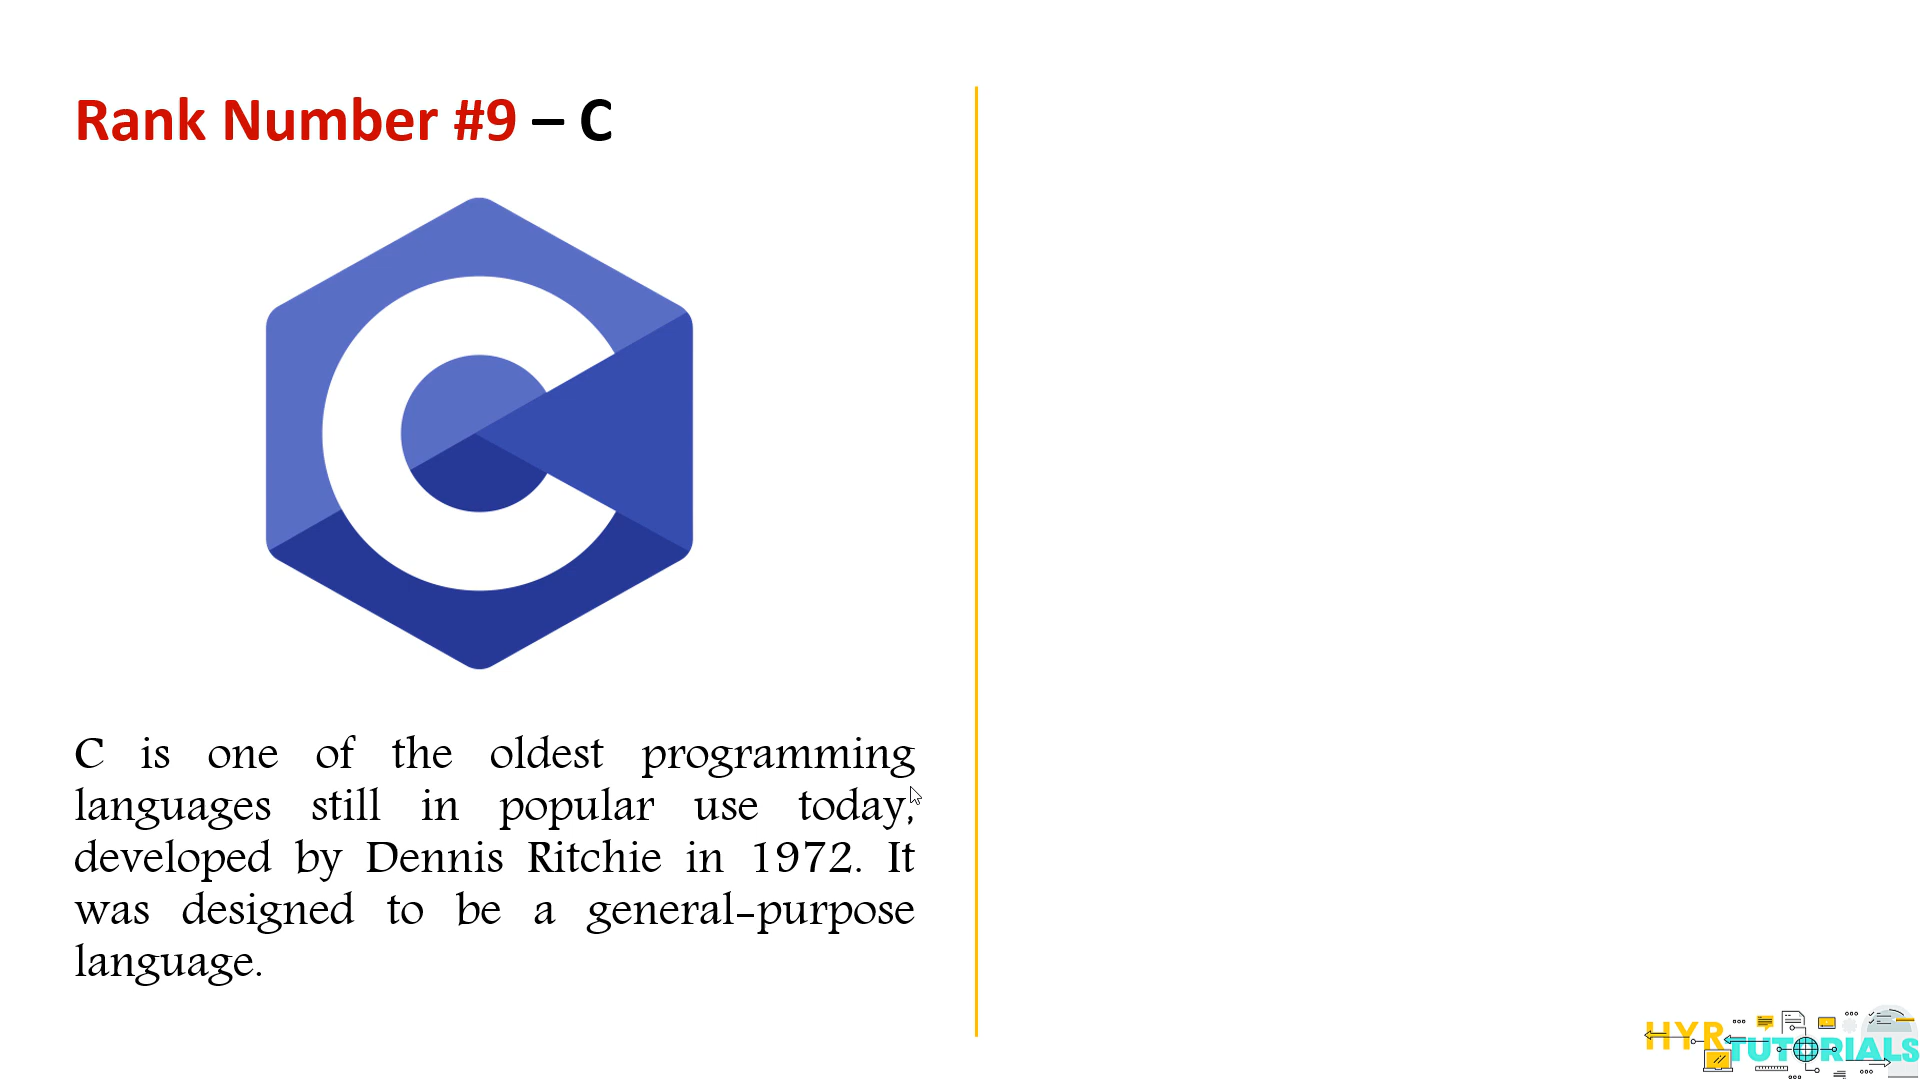 Rank Number #9 – C
C is one of the oldest programming
languages still in popular use today,
developed by Dennis Ritchie in 1972. It
was designed to be a general-purpose
language.
HYR
TUTORIALS